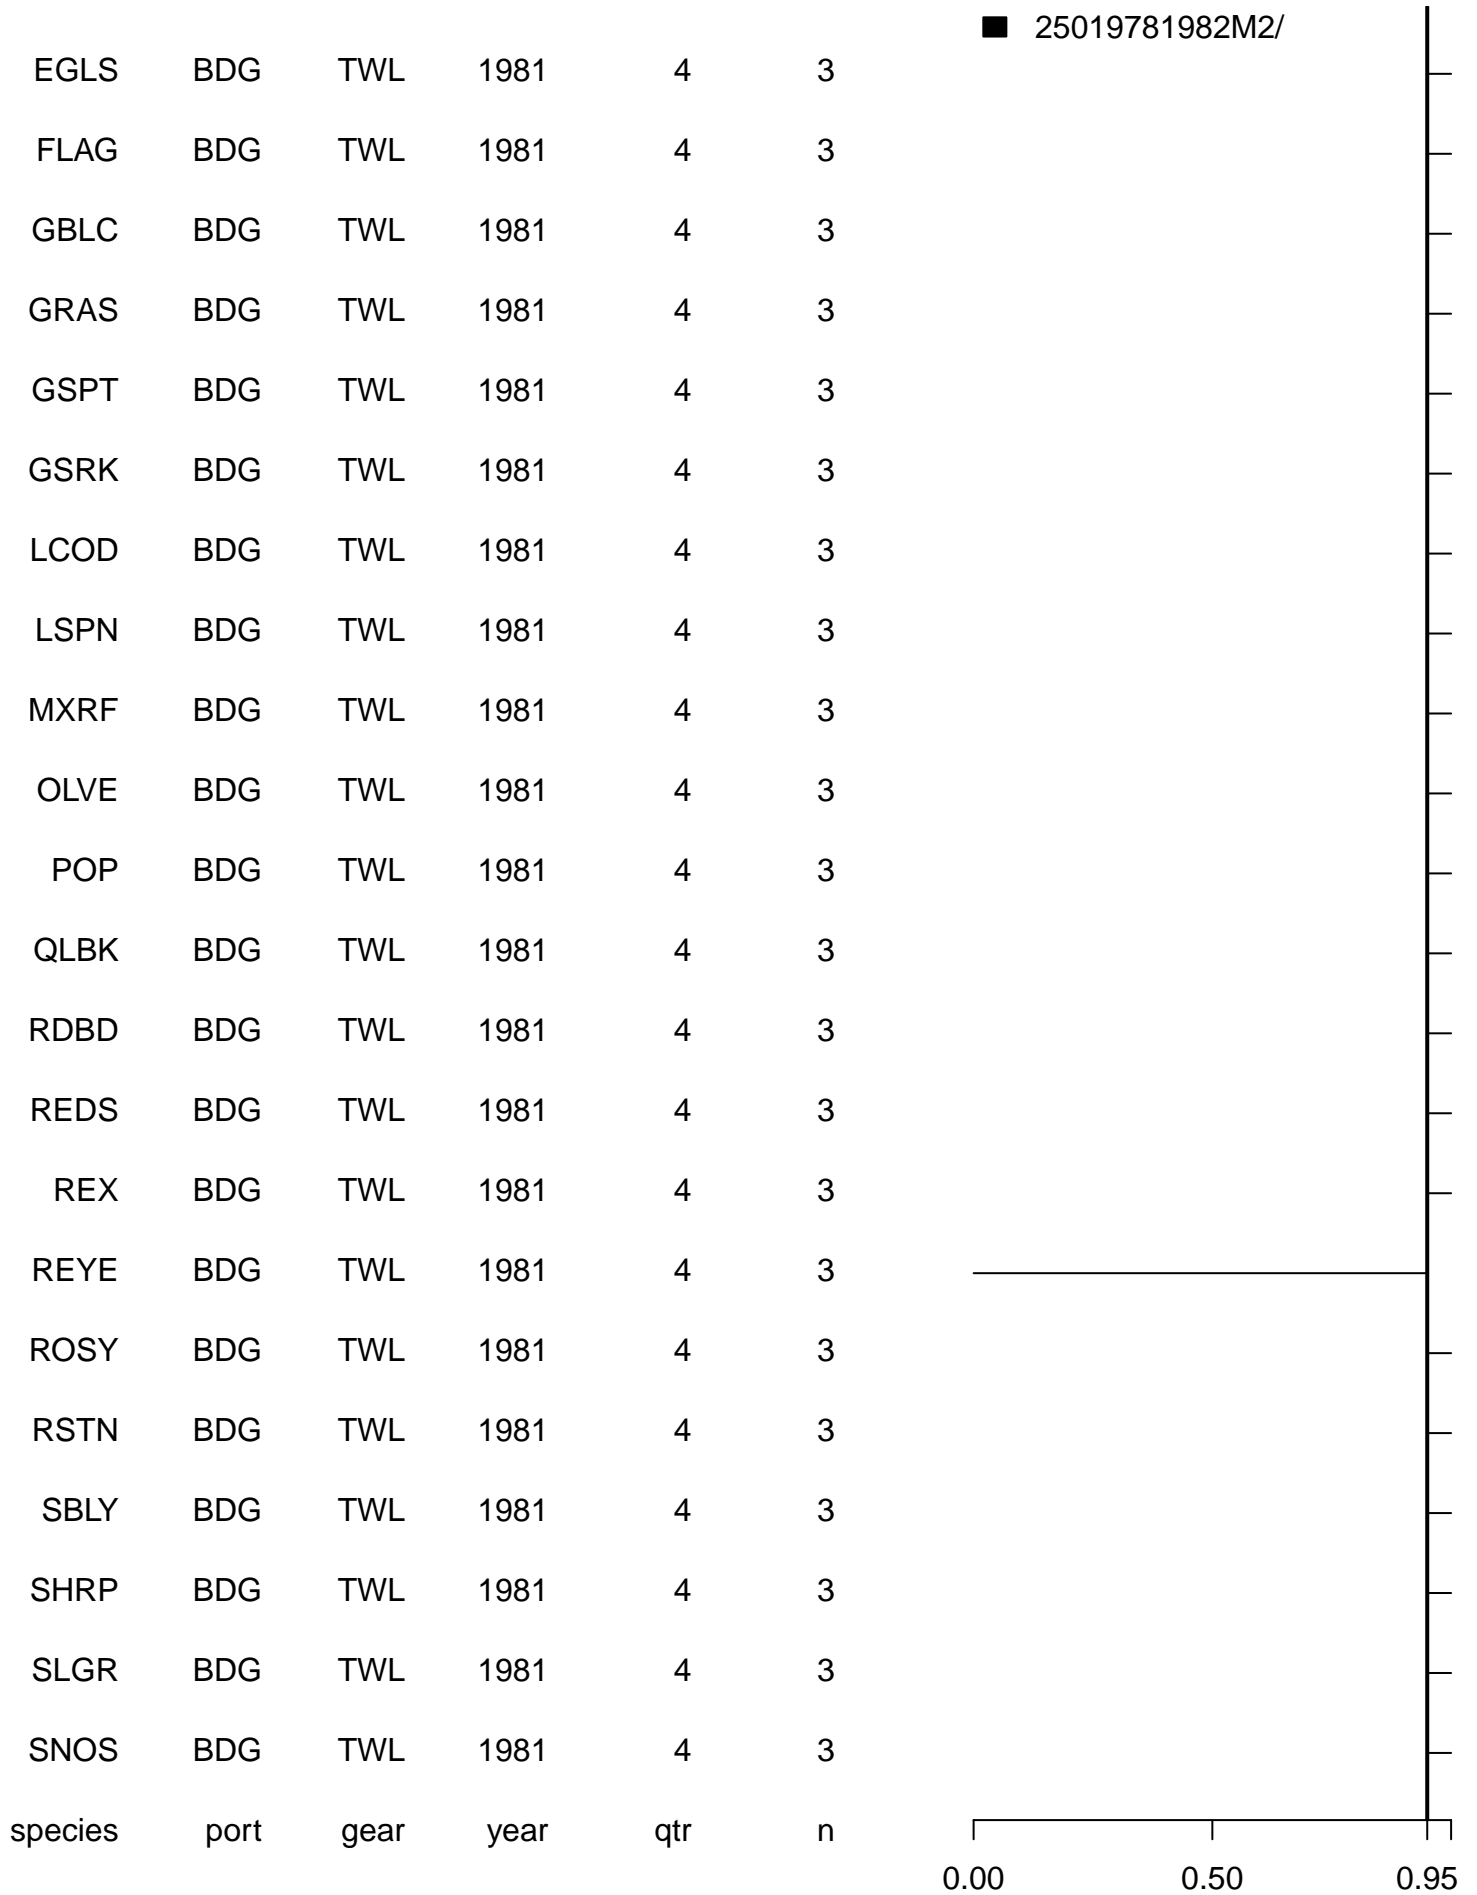 25019781982M2/
EGLS BDG TWL 1981 4 3
FLAG BDG TWL 1981 4 3
GBLC BDG TWL 1981 4 3
GRAS BDG TWL 1981 4 3
GSPT BDG TWL 1981 4 3
GSRK BDG TWL 1981 4 3
LCOD BDG TWL 1981 4 3
LSPN BDG TWL 1981 4 3
MXRF BDG TWL 1981 4 3
OLVE BDG TWL 1981 4 3
POP BDG TWL 1981 4 3
QLBK BDG TWL 1981 4 3
RDBD BDG TWL 1981 4 3
REDS BDG TWL 1981 4 3
REX BDG TWL 1981 4 3
REYE BDG TWL 1981 4 3
ROSY BDG TWL 1981 4 3
RSTN BDG TWL 1981 4 3
SBLY BDG TWL 1981 4 3
SHRP BDG TWL 1981 4 3
SLGR BDG TWL 1981 4 3
SNOS BDG TWL 1981 4 3
species port gear year qtr n
0.00 0.50 0.95